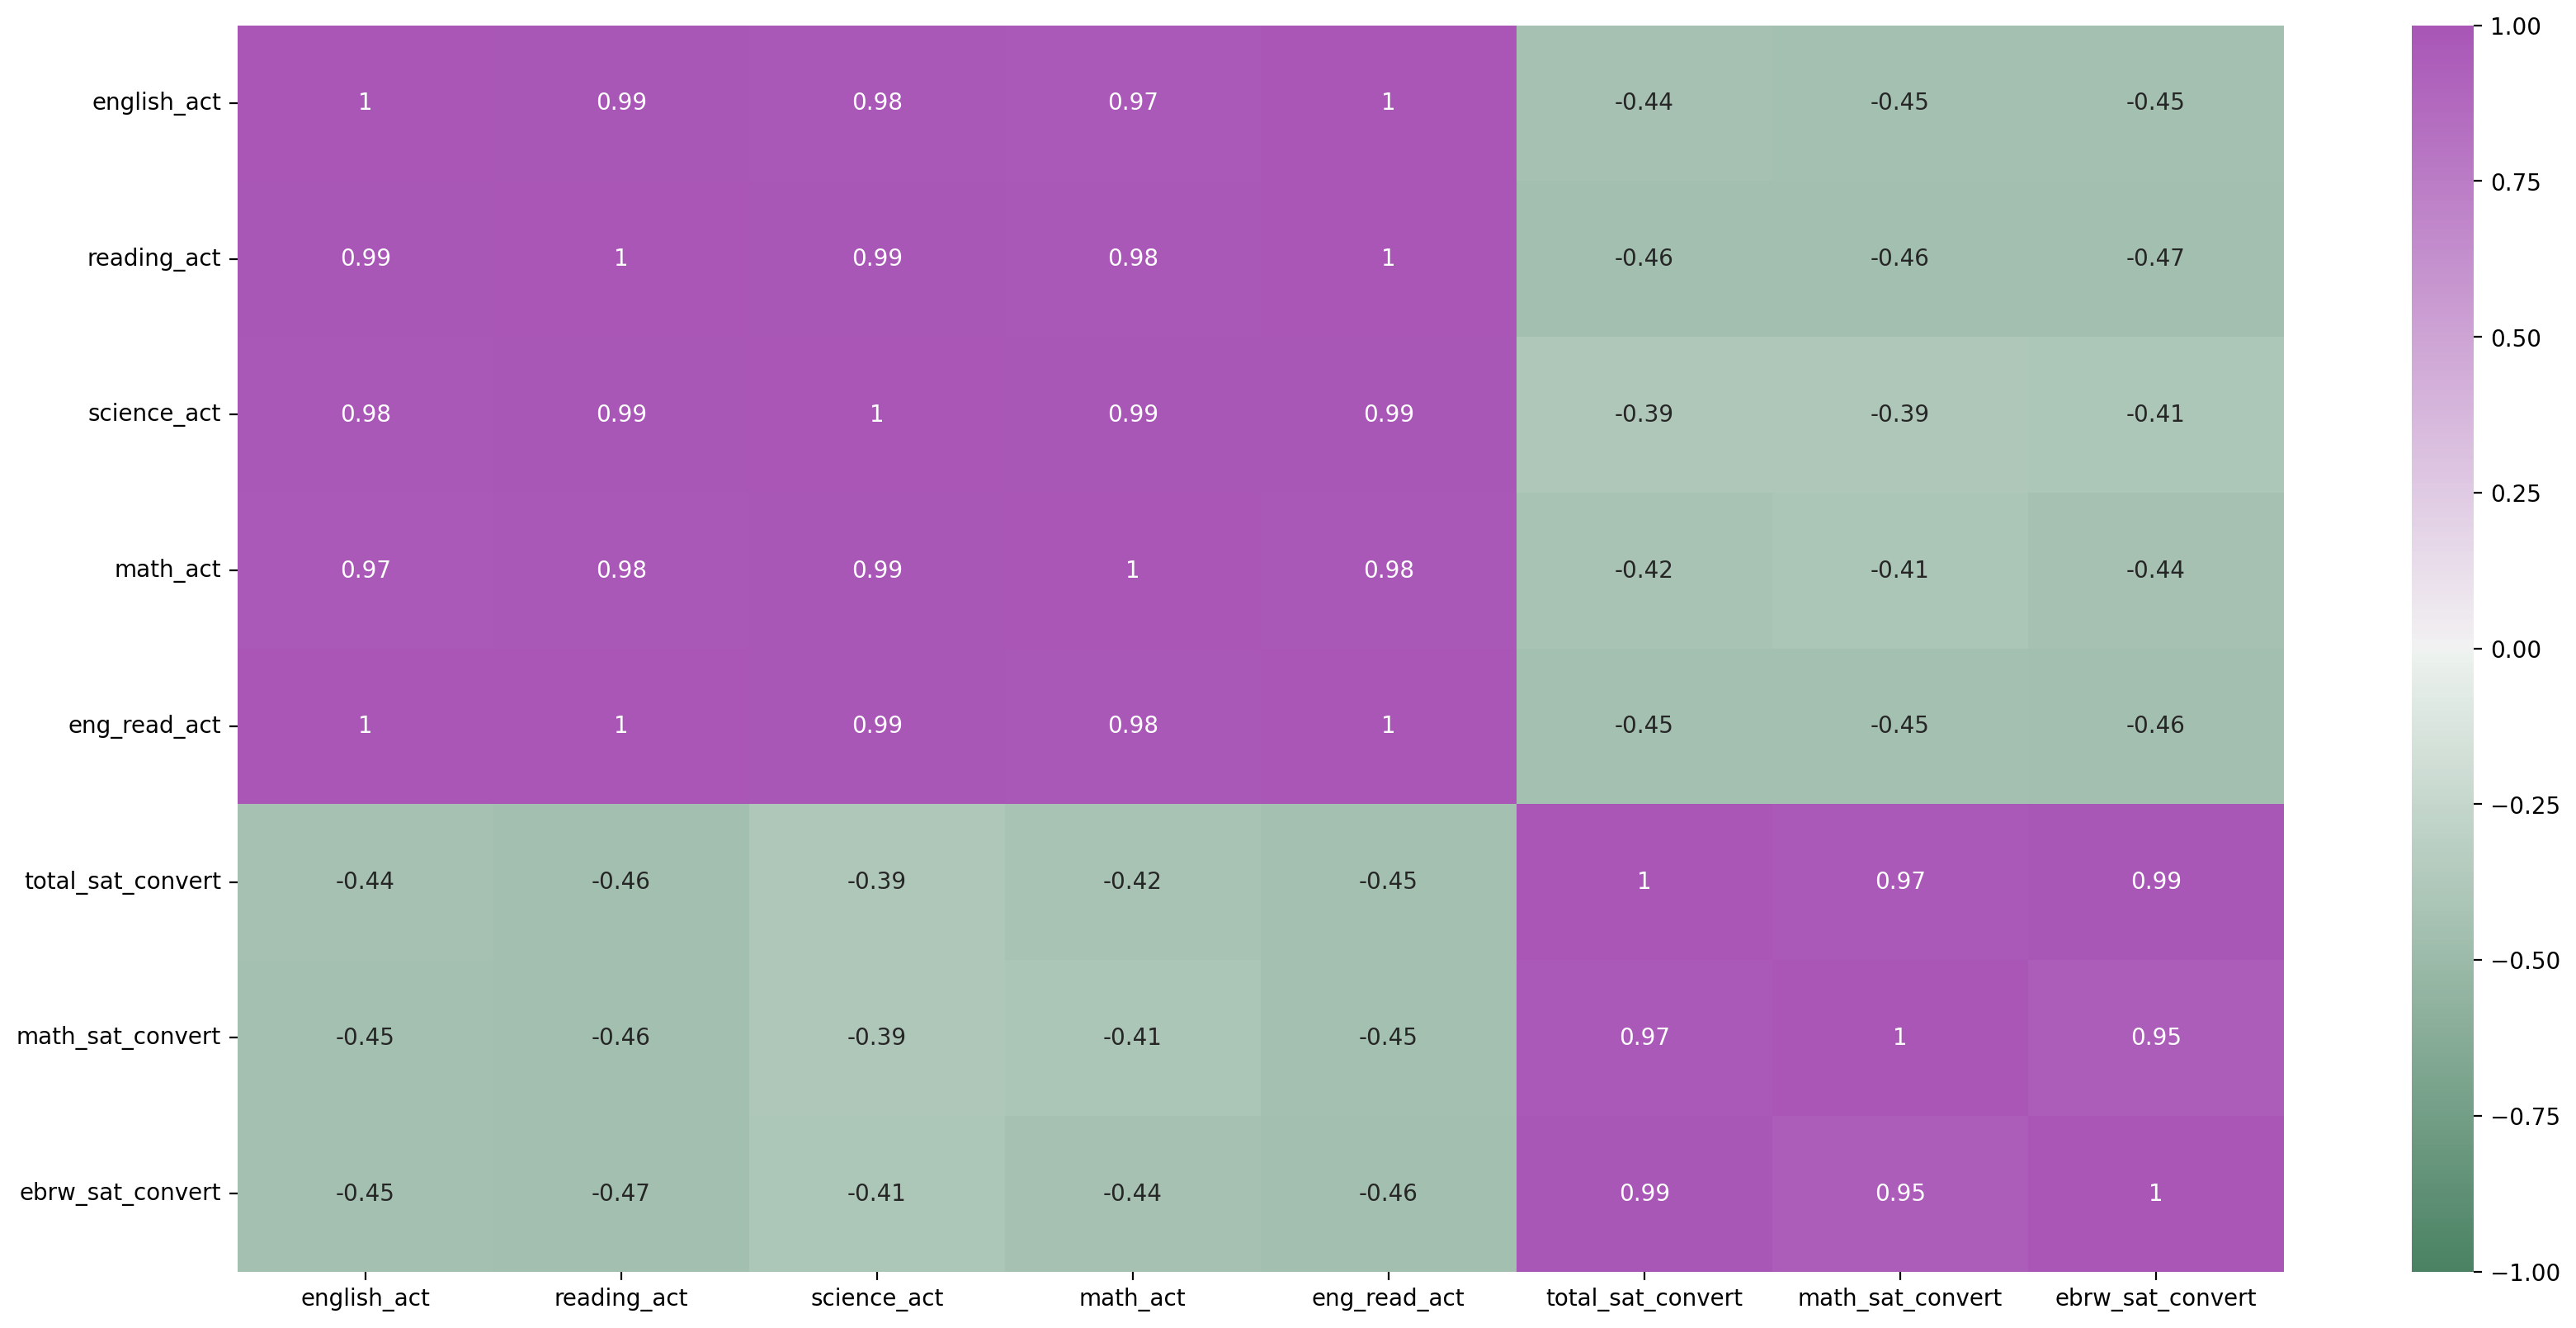 english_act 1 0.99 0.98 0.97 1 -0.44 -0.45 -0.45
reading_act 0.99 1 0.99 0.98 1 -0.46 -0.46 -0.47
science_act 0.98 0.99 1 0.99 0.99 -0.39 -0.39 -0.41
math_act 0.97 0.98 0.99 1 0.98 -0.42 -0.41 -0.44
eng_read_act 1 1 0.99 0.98 1 -0.45 -0.45 -0.46
total_sat_convert -0.44 -0.46 -0.39 -0.42 -0.45 1 0.97 0.99
math_sat_convert -0.45 -0.46 -0.39 -0.41 -0.45 0.97 1 0.95
ebrw_sat_convert -0.45 -0.47 -0.41 -0.44 -0.46 0.99 0.95 1
english_act reading_act science_act math_act eng_read_act total_sat_convert math_sat_convert ebrw_sat_convert
1.00
0.75
0.50
0.25
0.00
−0.25
−0.50
−0.75
−1.00